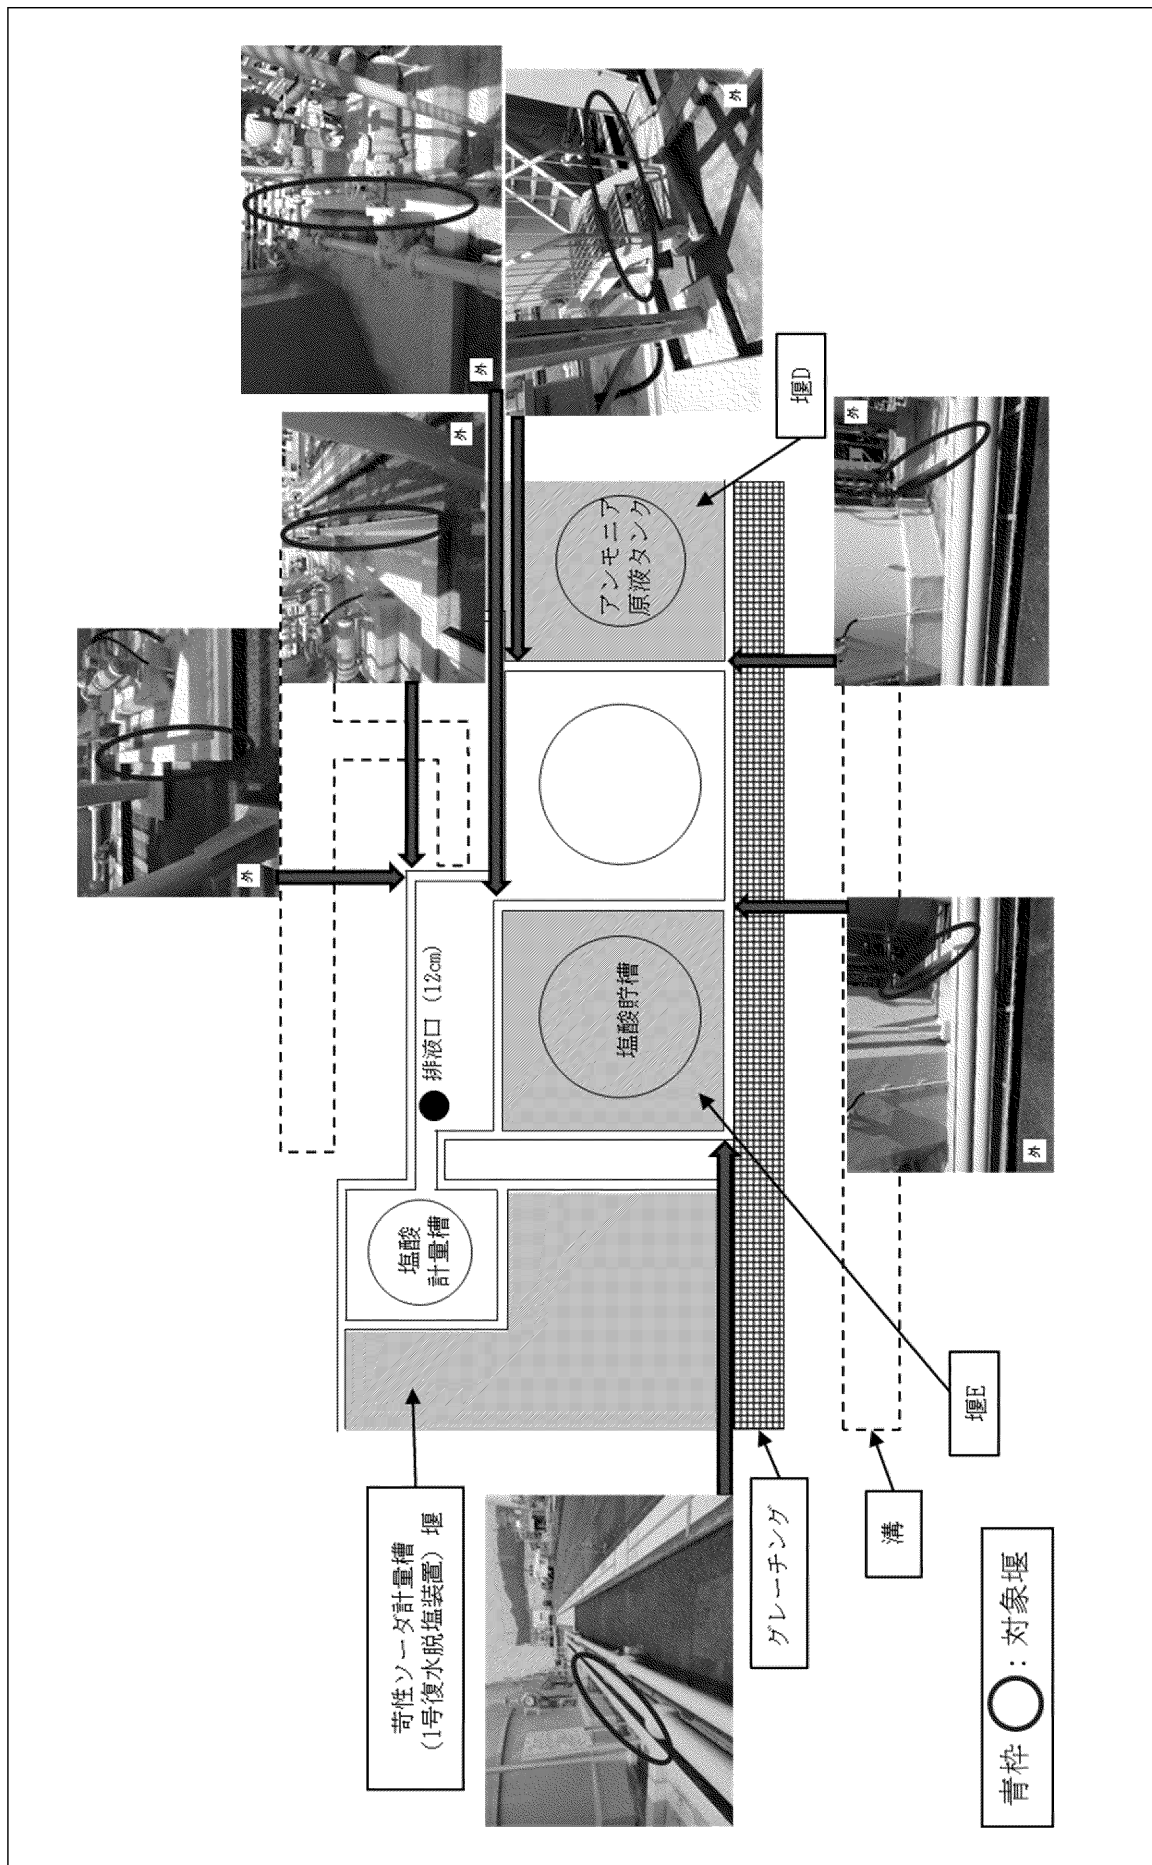 外
外
外
外
外
外
堰D
アンモニア
原液タンク
塩酸貯槽
排液口 (12cm)
塩酸
計量槽
堰E
苛性ソーダ計量槽
(1号復水脱塩装置) 堰
グレーチング
溝
青枠 : 対象堰